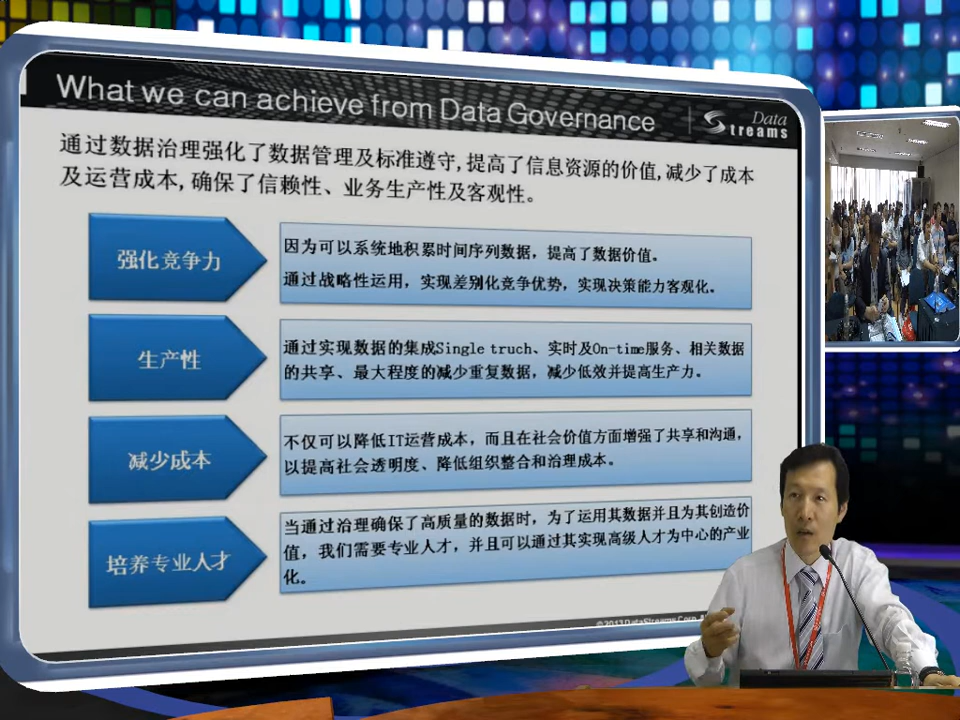 What we can achieve from Data Governance
Data
Streams
通过数据治理强化了数据管理及标准遵守,提高了信息资源的价值,减少了成本
及运营成本,确保了信赖性、业务生产性及客观性。
强化竞争力
因为可以系统地积累时间序列数据，提高了数据价值。
通过战略性运用，实现差别化竞争优势，实现决策能力客观化。
生产性
通过实现数据的集成Single truch、实时及On-time服务、相关数据
的共享、最大程度的减少重复数据，减少低效并提高生产力。
减少成本
不仅可以降低IT运营成本，而且在社会价值方面增强了共享和沟通，
以提高社会透明度、降低组织整合和治理成本。
培养专业人才
当通过治理确保了高质量的数据时，为了运用其数据并且为其创造价
值，我们需要专业人才，并且可以通过其实现高级人才为中心的产业
化。
©2013 DataStreams Corp.